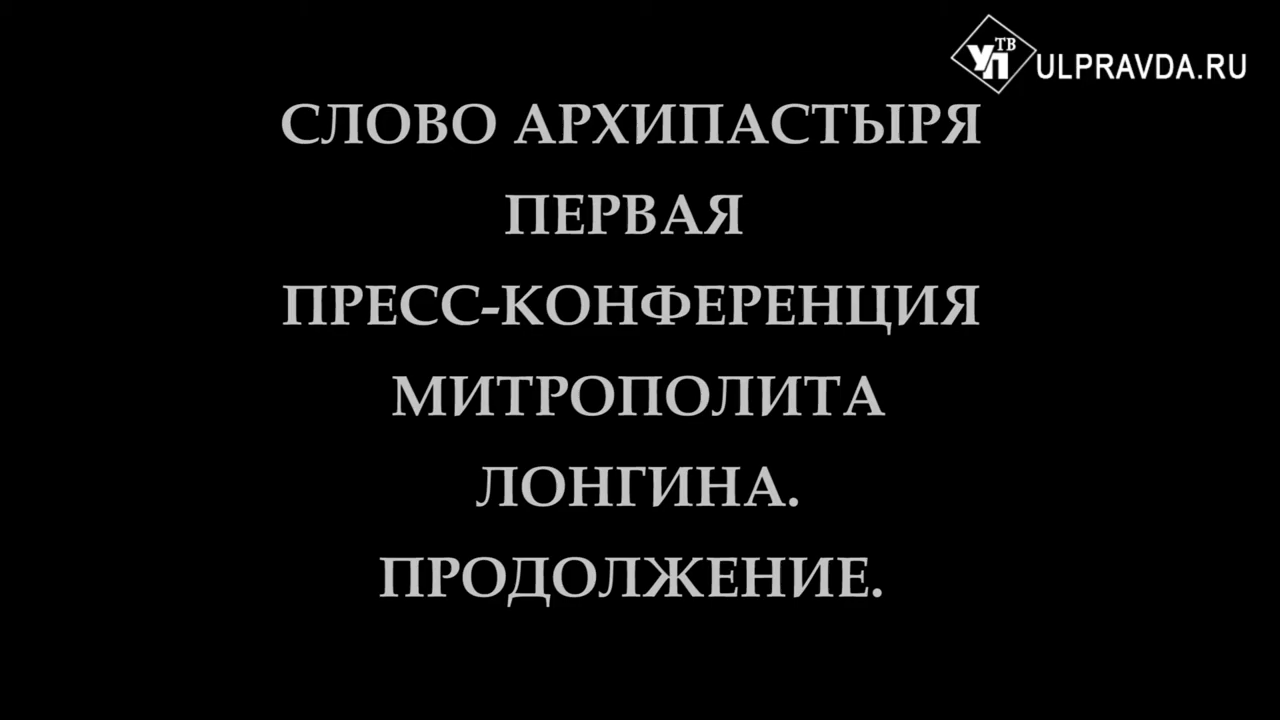 УП ТВ
ULPRAVDA.RU
СЛОВО АРХИПАСТЫРЯ
ПЕРВАЯ
ПРЕСС-КОНФЕРЕНЦИЯ
МИТРОПОЛИТА
ЛОНГИНА.
ПРОДОЛЖЕНИЕ.